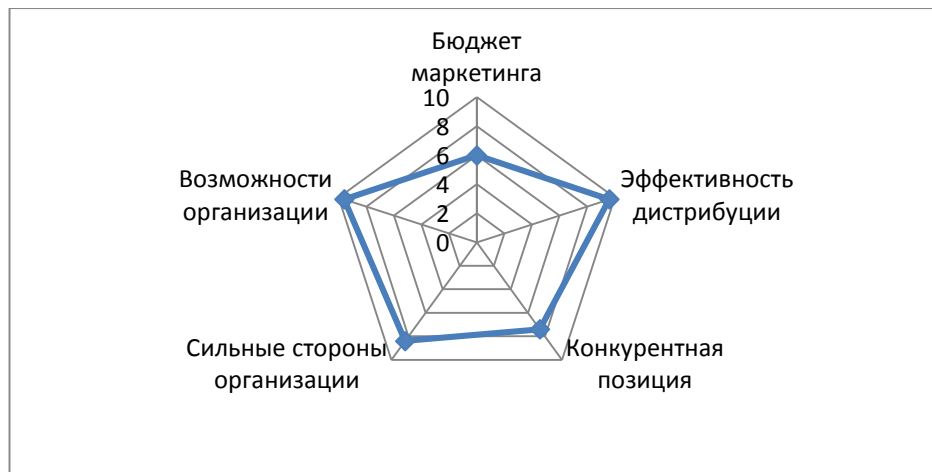 Бюджет
маркетинга
10
8
6
4
2
0
Эффективность
дистрибуции
Конкурентная
позиция
Сильные стороны
организации
Возможности
организации